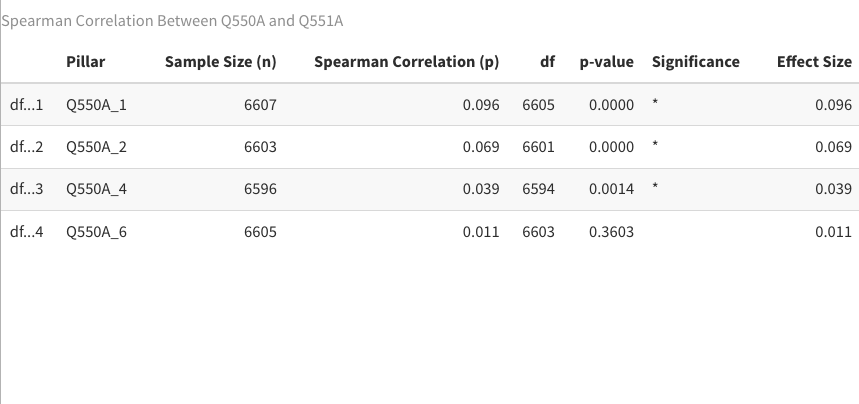 Spearman Correlation Between Q550A and Q551A
Pillar Sample Size (n) Spearman Correlation (p) df p-value Significance Effect Size
df...1 Q550A_1 6607 0.096 6605 0.0000 * 0.096
df...2 Q550A_2 6603 0.069 6601 0.0000 * 0.069
df...3 Q550A_4 6596 0.039 6594 0.0014 * 0.039
df...4 Q550A_6 6605 0.011 6603 0.3603 0.011